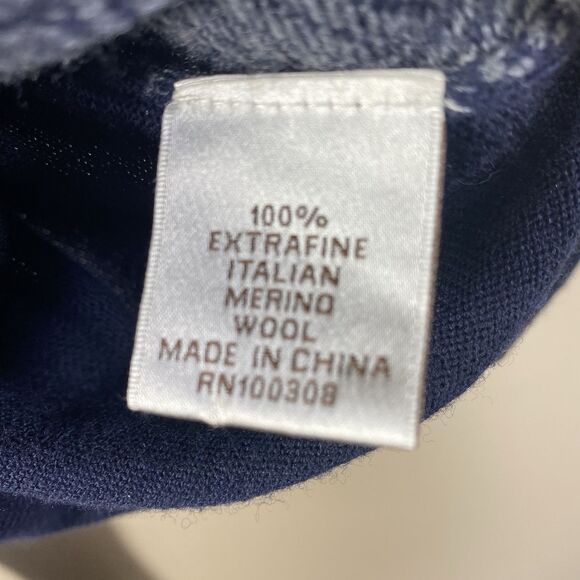 100%
EXTRAFINE
ITALIAN
MERINO
WOOL
MADE IN CHINA
RN100308